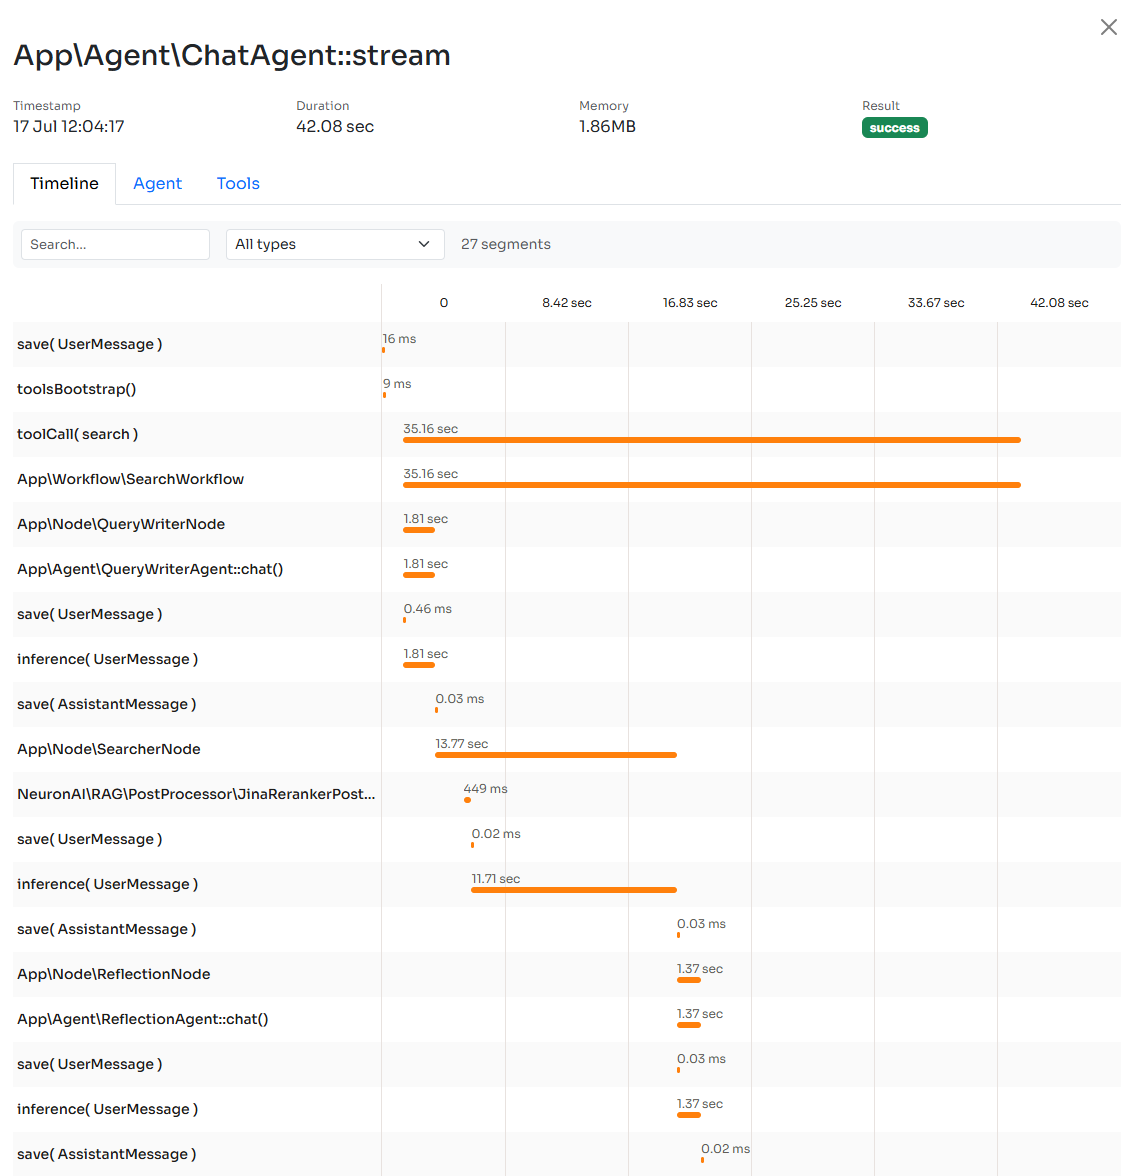 App\Agent\ChatAgent::stream
Timestamp Duration Memory Result
17 Jul 12:04:17 42.08 sec 1.86MB success
Timeline Agent Tools
Search... All types 27 segments
0 8.42 sec 16.83 sec 25.25 sec 33.67 sec 42.08 sec
save( UserMessage ) 16 ms
toolsBootstrap() 9 ms
toolCall( search ) 35.16 sec
App\Workflow\SearchWorkflow 35.16 sec
App\Node\QueryWriterNode 1.81 sec
App\Agent\QueryWriterAgent::chat() 1.81 sec
save( UserMessage ) 0.46 ms
inference( UserMessage ) 1.81 sec
save( AssistantMessage ) 0.03 ms
App\Node\SearcherNode 13.77 sec
NeuronAI\RAG\PostProcessor\JinaRerankerPost... 449 ms
save( UserMessage ) 0.02 ms
inference( UserMessage ) 11.71 sec
save( AssistantMessage ) 0.03 ms
App\Node\ReflectionNode 1.37 sec
App\Agent\ReflectionAgent::chat() 1.37 sec
save( UserMessage ) 0.03 ms
inference( UserMessage ) 1.37 sec
save( AssistantMessage ) 0.02 ms